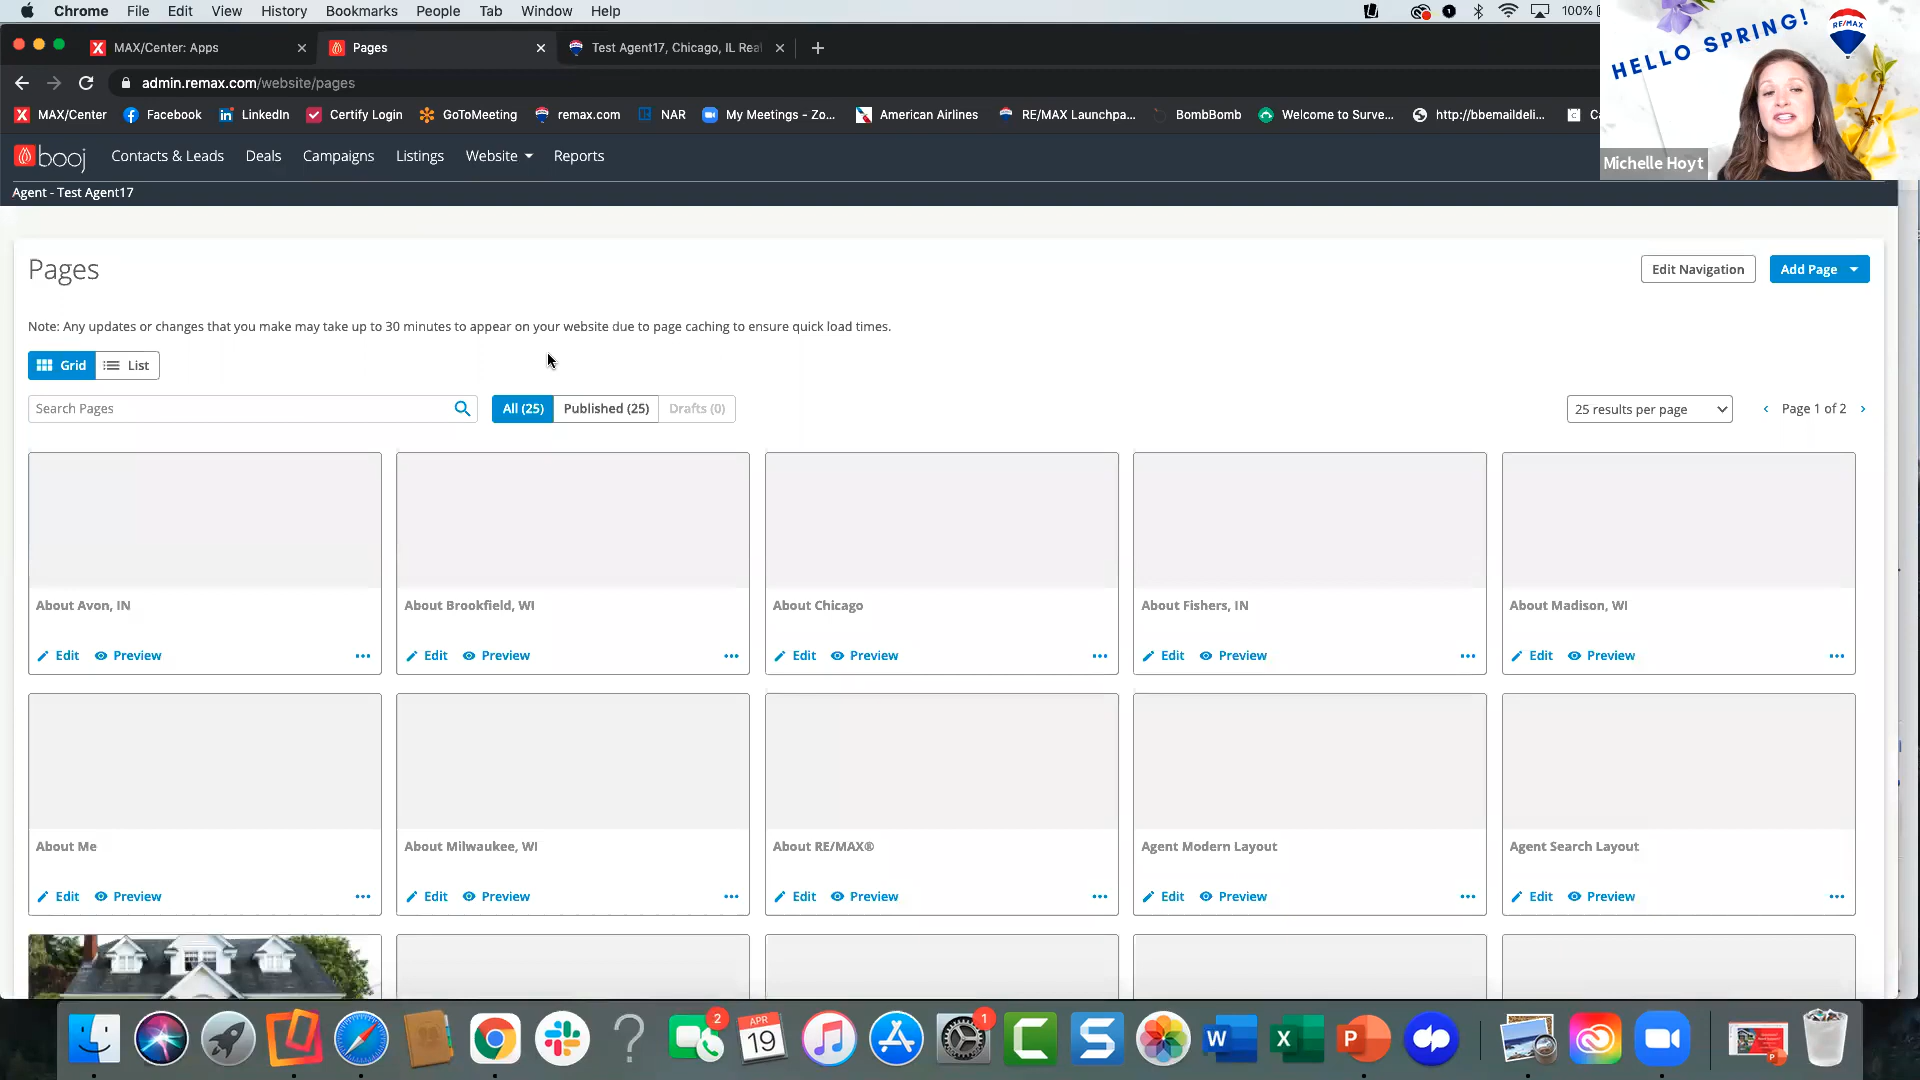 Chrome File Edit View History Bookmarks People Tab Window Help 100%
MAX/Center: Apps Pages Test Agent17, Chicago, IL Rea
admin.remax.com/website/pages
MAX/Center Facebook LinkedIn Certify Login GoToMeeting remax.com NAR My Meetings - Zo... American Airlines RE/MAX Launchpa... BombBomb Welcome to Surve... http://bbemaildeli...
HELLO SPRING!
RE/MAX
Michelle Hoyt
booj Contacts & Leads Deals Campaigns Listings Website Reports
Agent - Test Agent17
Pages
Edit Navigation Add Page
Note: Any updates or changes that you make may take up to 30 minutes to appear on your website due to page caching to ensure quick load times.
Grid List
Search Pages All (25) Published (25) Drafts (0) 25 results per page Page 1 of 2
About Avon, IN About Brookfield, WI About Chicago About Fishers, IN About Madison, WI
Edit Preview Edit Preview Edit Preview Edit Preview Edit Preview
About Me About Milwaukee, WI About RE/MAX® Agent Modern Layout Agent Search Layout
Edit Preview Edit Preview Edit Preview Edit Preview Edit Preview
2 APR 19 1 W X P